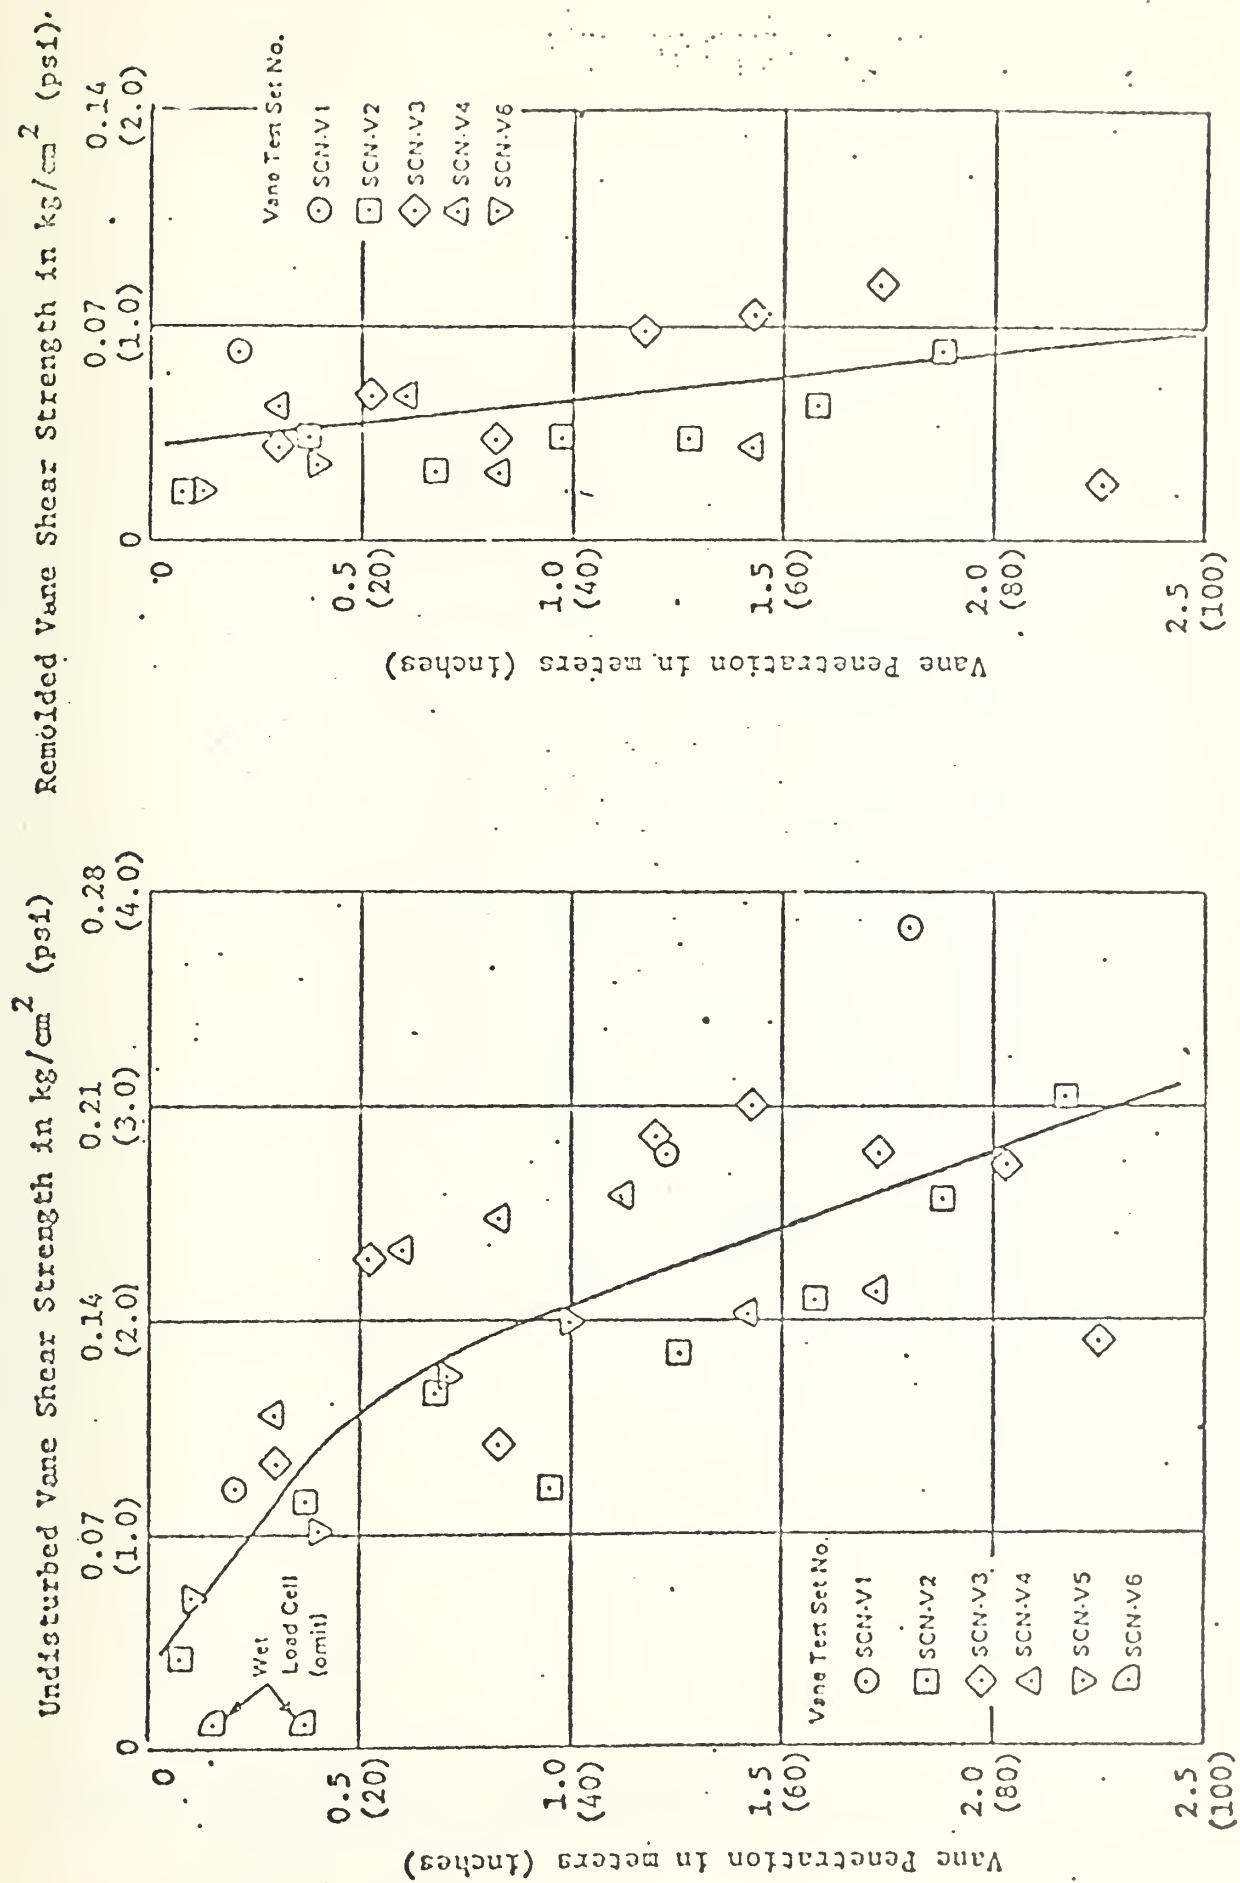 Undisturbed Vane Shear Strength in kg/cm² (psi)
0 0.07 0.14 0.21 0.28
(1.0) (2.0) (3.0) (4.0)
0
0.5
(20)
1.0
(40)
1.5
(60)
2.0
(80)
2.5
(100)
Vane Penetration in meters (inches)
Wet
Load Cell
(omit)
Vane Test Set No.
SCN-V1
SCN-V2
SCN-V3
SCN-V4
SCN-V5
SCN-V6
Remolded Vane Shear Strength in kg/cm² (psi).
0 0.07 0.14
(1.0) (2.0)
0
0.5
(20)
1.0
(40)
1.5
(60)
2.0
(80)
2.5
(100)
Vane Penetration in meters (inches)
Vane Test Set No.
SCN-V1
SCN-V2
SCN-V3
SCN-V4
SCN-V6